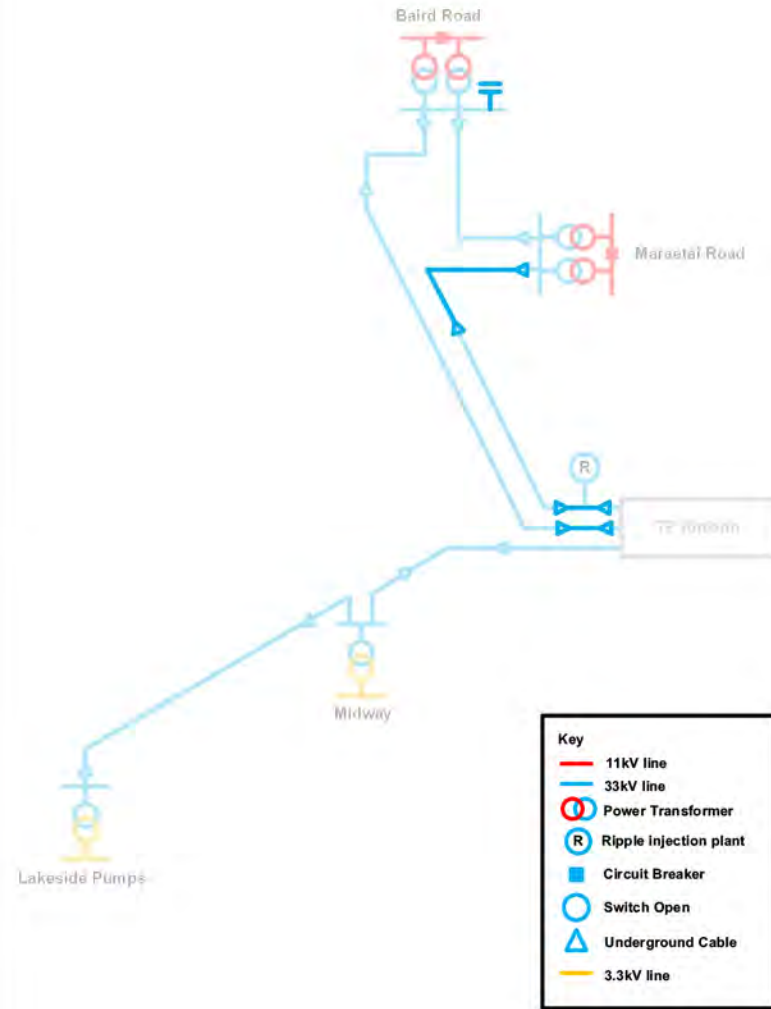 Baird Road
Maraetai Road
R
Midway
Lakeside Pumps
Key
11kV line
33kV line
Power Transformer
R Ripple injection plant
Circuit Breaker
Switch Open
Underground Cable
3.3kV line